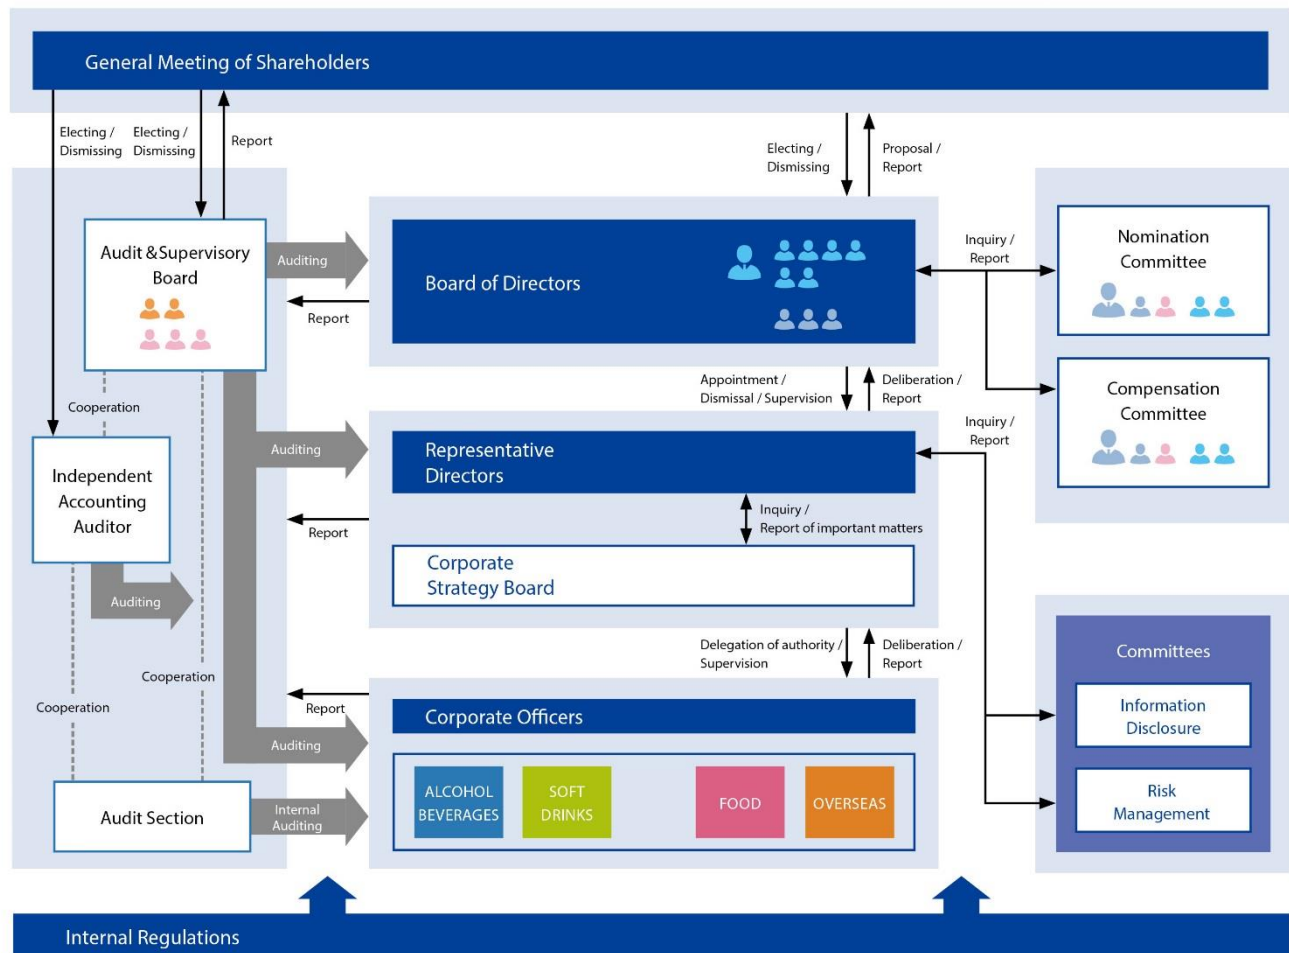 General Meeting of Shareholders
Electing /
Dismissing
Electing /
Dismissing
Report
Electing /
Dismissing
Proposal /
Report
Audit & Supervisory
Board
Auditing
Report
Board of Directors
Inquiry /
Report
Nomination
Committee
Compensation
Committee
Cooperation
Appointment /
Dismissal / Supervision
Deliberation /
Report
Independent
Accounting
Auditor
Auditing
Auditing
Report
Representative
Directors
Inquiry /
Report
Inquiry /
Report of important matters
Corporate
Strategy Board
Cooperation
Cooperation
Delegation of authority /
Supervision
Deliberation /
Report
Report
Auditing
Corporate Officers
ALCOHOL
BEVERAGES
SOFT
DRINKS
FOOD
OVERSEAS
Audit Section
Internal
Auditing
Committees
Information
Disclosure
Risk
Management
Internal Regulations